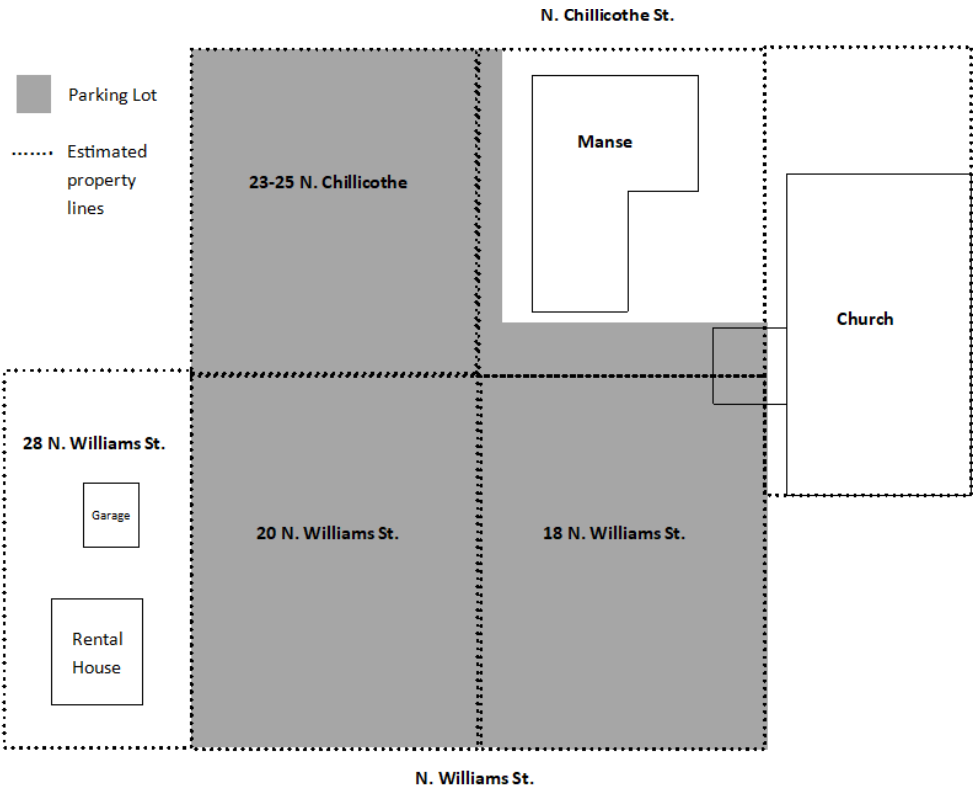 N. Chillicothe St.
Parking Lot
Estimated
property
lines
Manse
23-25 N. Chillicothe
Church
28 N. Williams St.
Garage
20 N. Williams St.
18 N. Williams St.
Rental
House
N. Williams St.